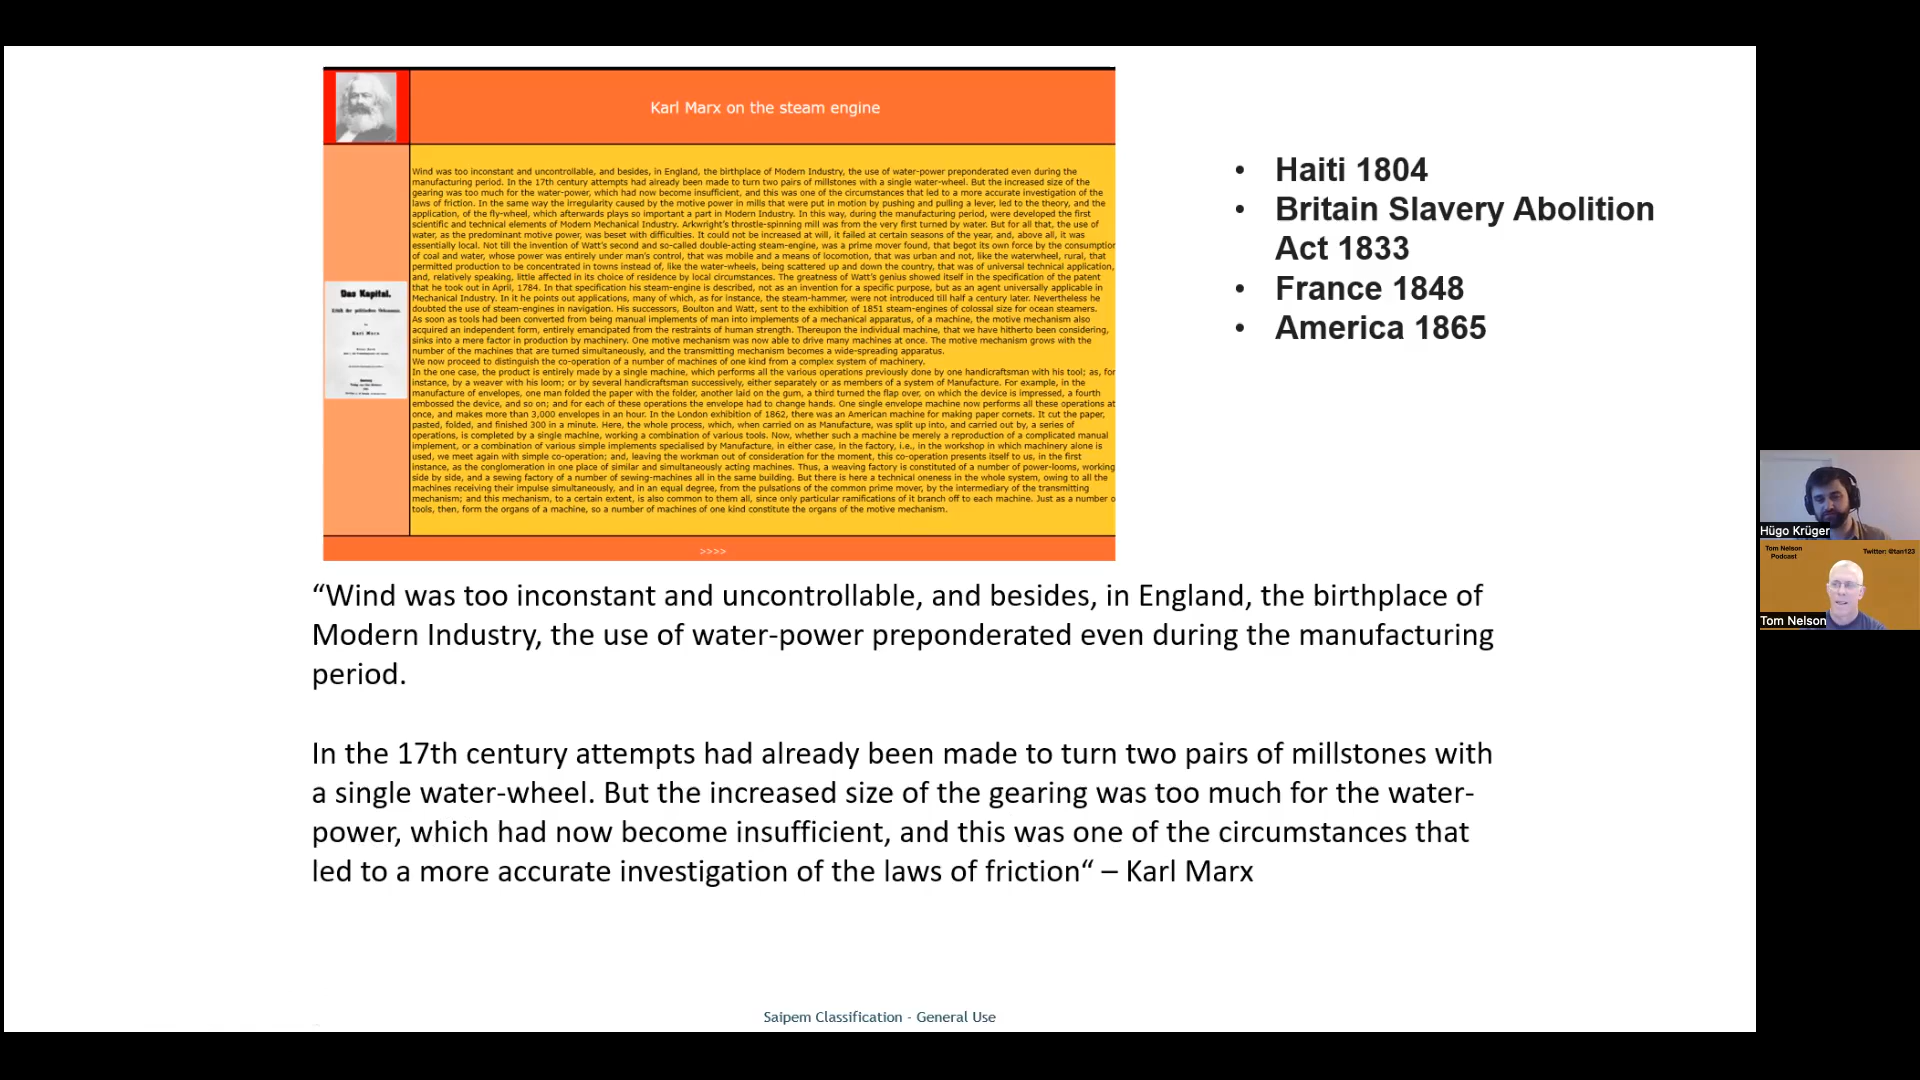 Karl Marx on the steam engine
Wind was too inconstant and uncontrollable, and besides, in England, the birthplace of Modern Industry, the use of water-power preponderated even during the
manufacturing period. In the 17th century attempts had already been made to turn two pairs of millstones with a single water-wheel. But the increased size of the
gearing was too much for the water-power, which had now become insufficient, and this was one of the circumstances that led to a more accurate investigation of the
laws of friction. In the same way the irregularity caused by the motive power in mills that were put in motion by pushing and pulling a lever, led to the theory, and the
application, of the fly-wheel, which afterwards plays so important a part in Modern Industry. In this way, during the manufacturing period, were developed the first
scientific and technical elements of Modern Mechanical Industry. Arkwright's throstle-spinning mill was from the very first turned by water. But for all that, the use of
water, as the predominant motive power, was beset with difficulties. It could not be increased at will, it failed at certain seasons of the year, and, above all, it was
essentially local. Not till the invention of Watt's second and so-called double-acting steam-engine, was a prime mover found, that begot its own force by the consumption
of coal and water, whose power was entirely under man's control, that was mobile and a means of locomotion, that was urban and not, like the waterwheel, rural, that
permitted production to be concentrated in towns instead of, like the water-wheels, being scattered up and down the country, that was of universal technical application,
and, relatively speaking, little affected in its choice of residence by local circumstances. The greatness of Watt's genius showed itself in the specification of the patent
that he took out in April, 1784. In that specification his steam-engine is described, not as an invention for a specific purpose, but as an agent universally applicable in
Mechanical Industry. In it he points out applications, many of which, as for instance, the steam-hammer, were not introduced till half a century later. Nevertheless he
doubted the use of steam-engines in navigation. His successors, Boulton and Watt, sent to the exhibition of 1851 steam-engines of colossal size for ocean steamers.
As soon as tools had been converted from being manual implements of man into implements of a mechanical apparatus, of a machine, the motive mechanism also
acquired an independent form, entirely emancipated from the restraints of human strength. Thereupon the individual machine, that we have hitherto been considering,
sinks into a mere factor in production by machinery. One motive mechanism was now able to drive many machines at once. The motive mechanism grows with the
number of the machines that are turned simultaneously, and the transmitting mechanism becomes a wide-spreading apparatus.
We now proceed to distinguish the co-operation of a number of machines of one kind from a complex system of machinery.
In the one case, the product is entirely made by a single machine, which performs all the various operations previously done by one handicraftsman with his tool; as, for
instance, by a weaver with his loom; or by several handicraftsman successively, either separately or as members of a system of Manufacture. For example, in the
manufacture of envelopes, one man folded the paper with the folder, another laid on the gum, a third turned the flap over, on which the device is impressed, a fourth
embossed the device, and so on; and for each of these operations the envelope had to change hands. One single envelope machine now performs all these operations at
once, and makes more than 3,000 envelopes in an hour. In the London exhibition of 1862, there was an American machine for making paper cornets. It cut the paper,
pasted, folded, and finished 300 in a minute. Here, the whole process, which, when carried on as Manufacture, was split up into, and carried out by, a series of
operations, is completed by a single machine, working a combination of various tools. Now, whether such a machine be merely a reproduction of a complicated manual
implement, or a combination of various simple implements specialised by Manufacture, in either case, in the factory, i.e., in the workshop in which machinery alone is
used, we meet again with simple co-operation; and, leaving the workman out of consideration for the moment, this co-operation presents itself to us, in the first
instance, as the conglomeration in one place of similar and simultaneously acting machines. Thus, a weaving factory is constituted of a number of power-looms, working
side by side, and a sewing factory of a number of sewing-machines all in the same building. But there is here a technical oneness in the whole system, owing to all the
machines receiving their impulse simultaneously, and in an equal degree, from the pulsations of the common prime mover, by the intermediary of the transmitting
mechanism; and this mechanism, to a certain extent, is also common to them all, since only particular ramifications of it branch off to each machine. Just as a number o
tools, then, form the organs of a machine, so a number of machines of one kind constitute the organs of the motive mechanism.
Das Kapital.
Karl Marx
>>>>
• Haiti 1804
• Britain Slavery Abolition
Act 1833
• France 1848
• America 1865
“Wind was too inconstant and uncontrollable, and besides, in England, the birthplace of
Modern Industry, the use of water-power preponderated even during the manufacturing
period.
In the 17th century attempts had already been made to turn two pairs of millstones with
a single water-wheel. But the increased size of the gearing was too much for the water-
power, which had now become insufficient, and this was one of the circumstances that
led to a more accurate investigation of the laws of friction“ – Karl Marx
Saipem Classification - General Use
Hügo Krüger
Tom Nelson
Podcast
Twitter: @tan123
Tom Nelson